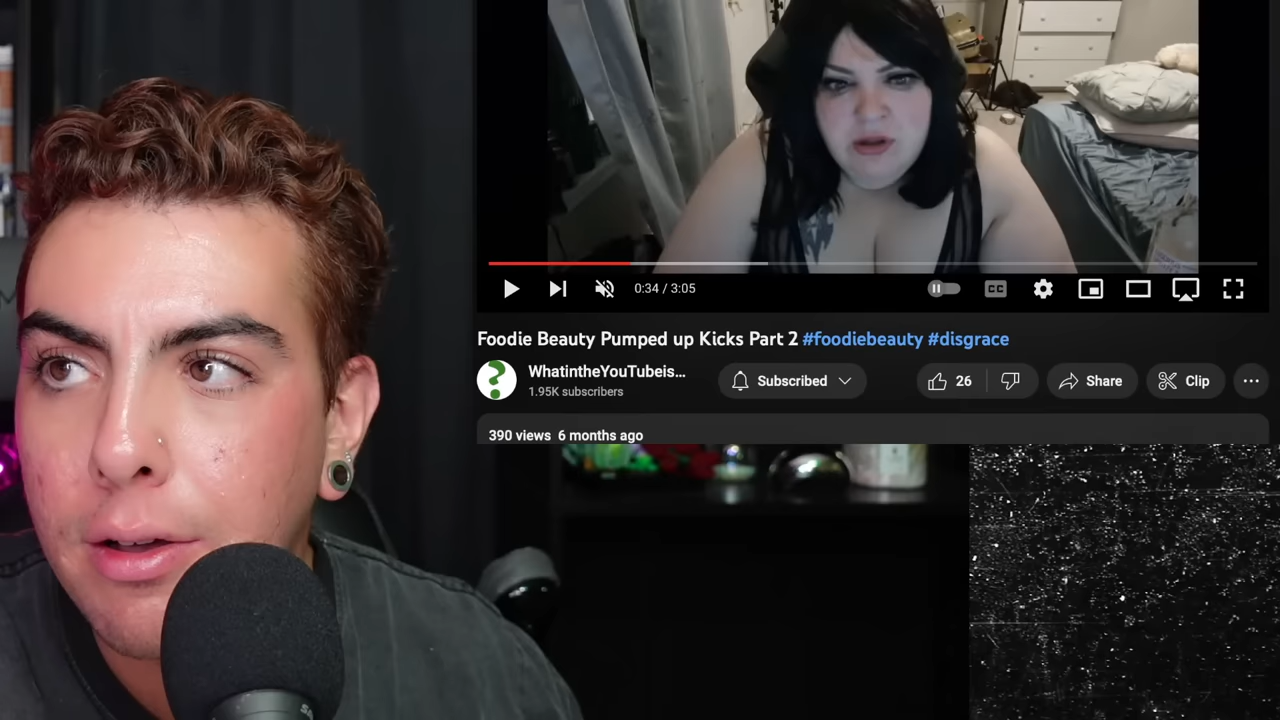 0:34 / 3:05
CC
Foodie Beauty Pumped up Kicks Part 2 #foodiebeauty #disgrace
WhatintheYouTubeis...
Subscribed
26
Share
Clip
1.95K subscribers
390 views 6 months ago